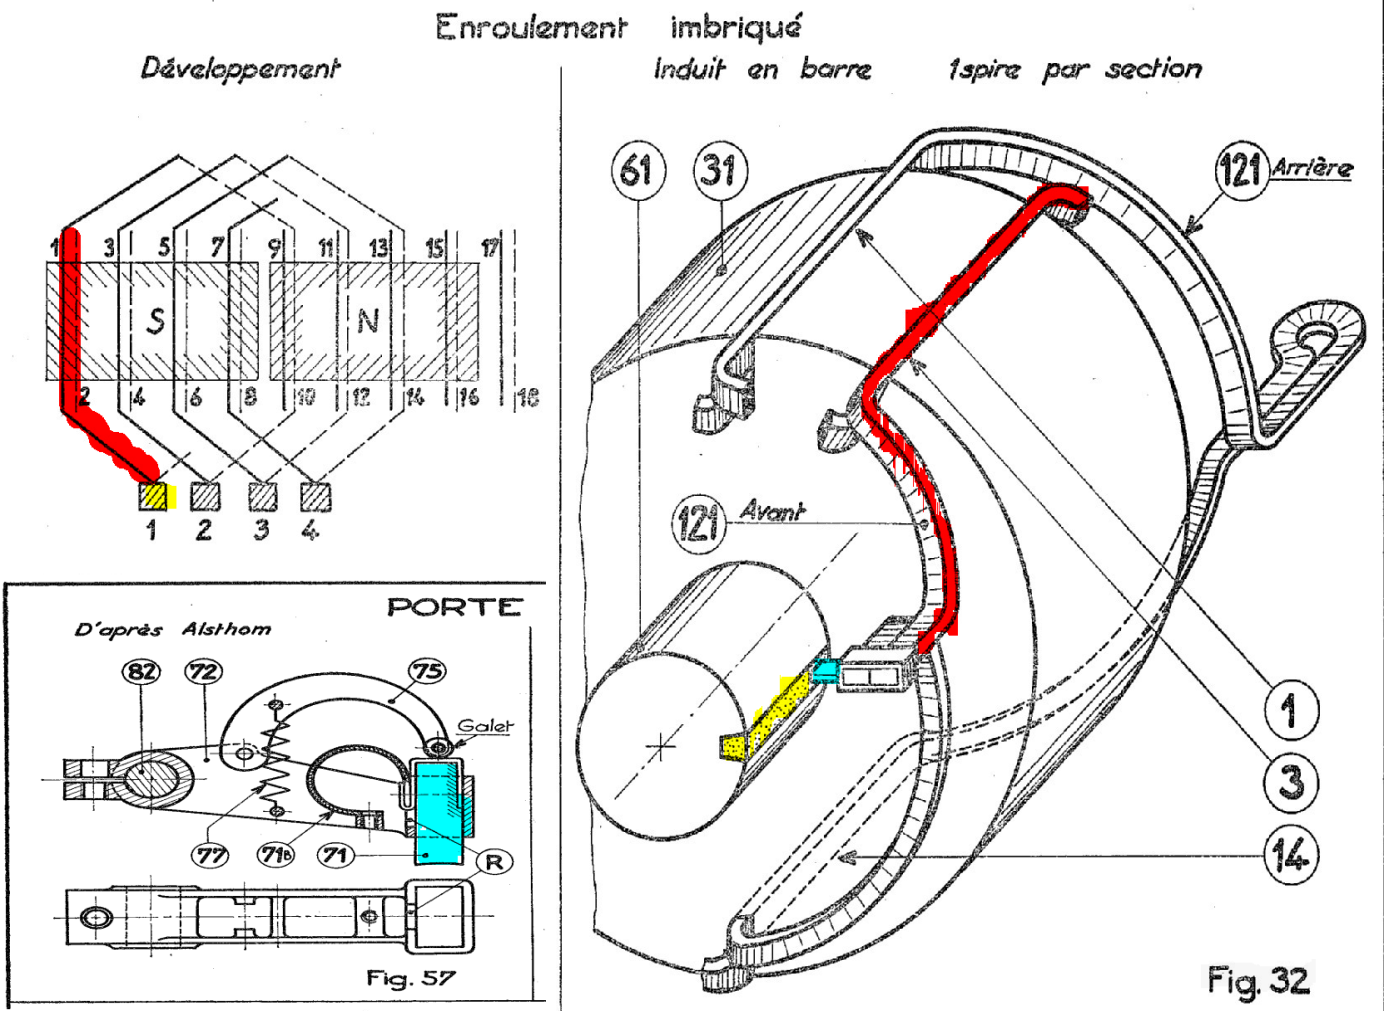 Enroulement imbriqué
Développement
Induit en barre 1spire par section
61 31 121 Arrière
1 3 5 7 9 11 13 15 17
S N
2 4 6 8 10 12 14 16 18
1 2 3 4
121 Avant
1
3
14
Fig. 32
PORTE
D'après Alsthom
82 72 75
Galet
77 71B 71 R
Fig. 57